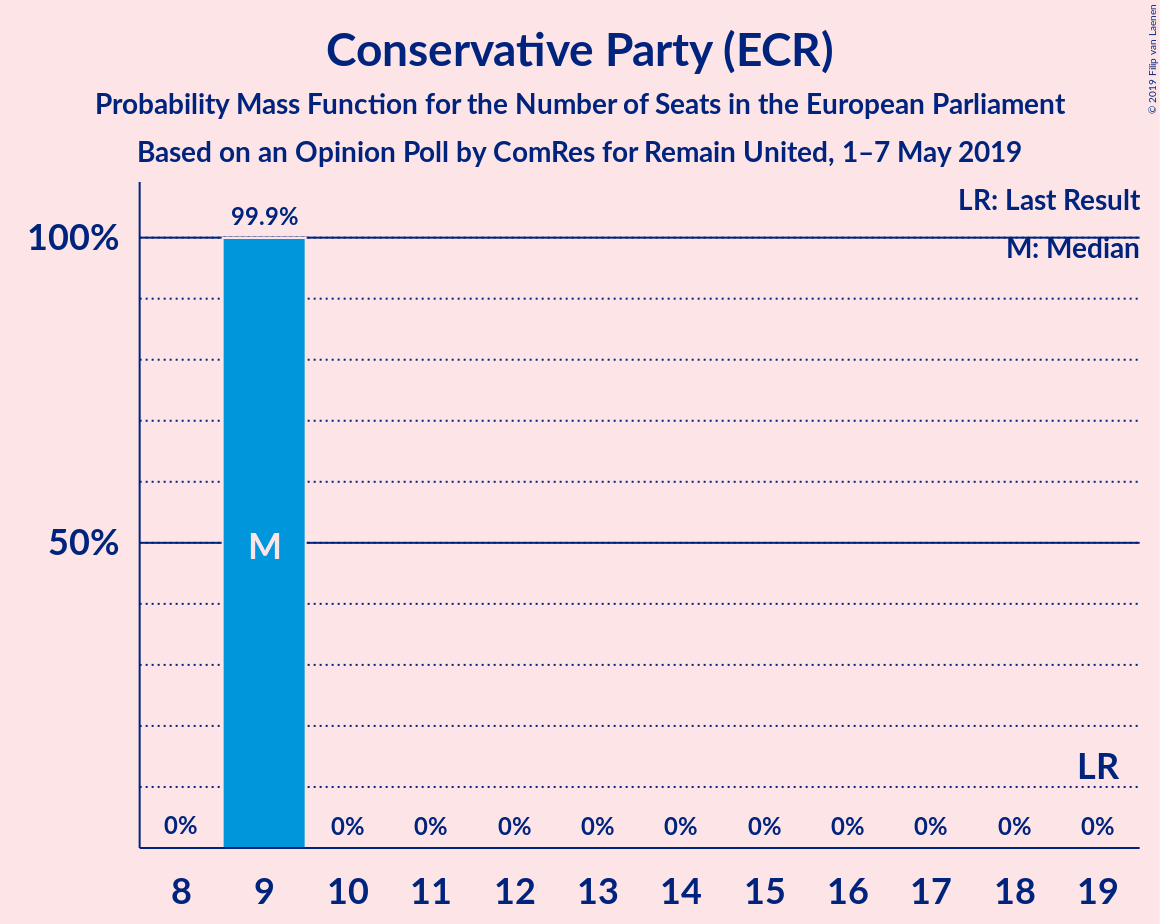 Conservative Party (ECR)
Probability Mass Function for the Number of Seats in the European Parliament
Based on an Opinion Poll by ComRes for Remain United, 1–7 May 2019
© 2019 Filip van Laenen
LR: Last Result
M: Median
99.9%
100%
50%
M
LR
0% 0% 0% 0% 0% 0% 0% 0% 0% 0% 0%
8 9 10 11 12 13 14 15 16 17 18 19